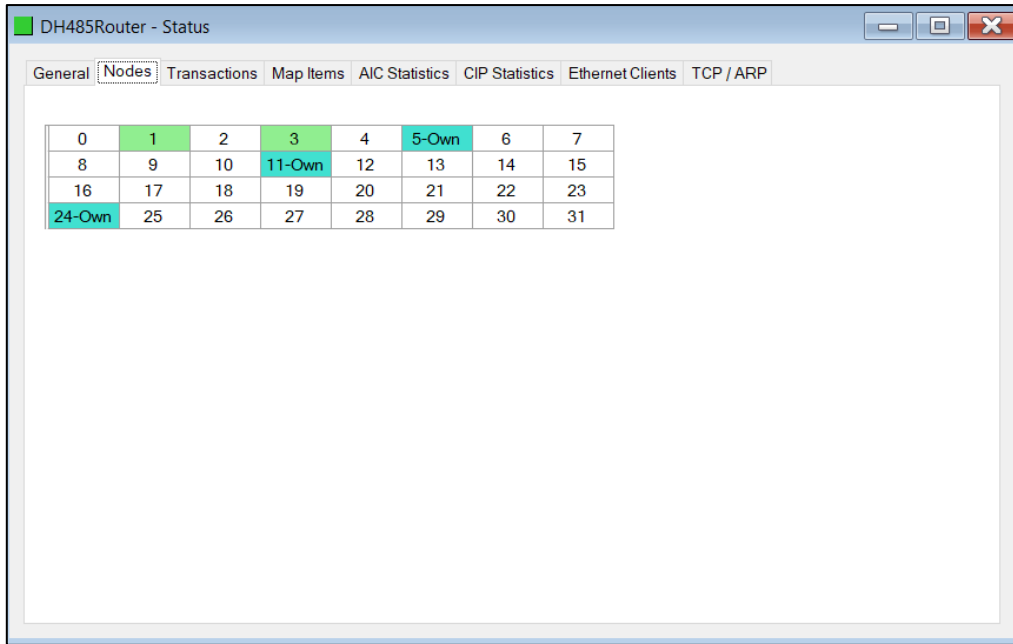 DH485Router - Status
General Nodes Transactions Map Items AIC Statistics CIP Statistics Ethernet Clients TCP / ARP
0 1 2 3 4 5-Own 6 7
8 9 10 11-Own 12 13 14 15
16 17 18 19 20 21 22 23
24-Own 25 26 27 28 29 30 31